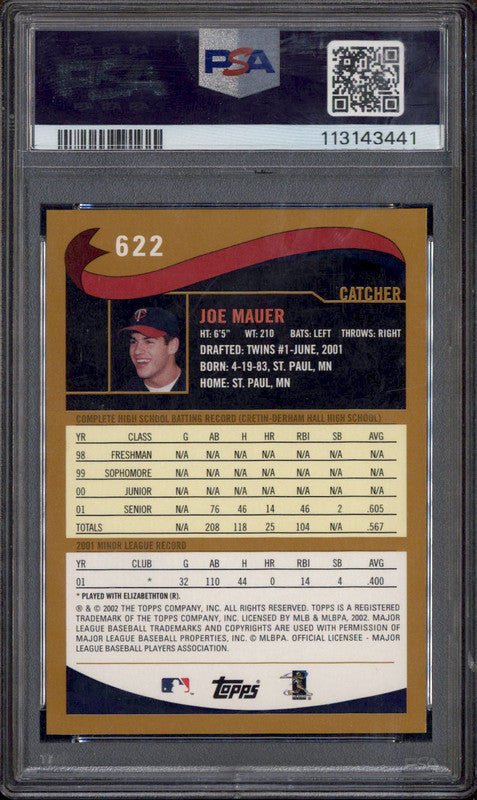 PSA
113143441
622
CATCHER
JOE MAUER
HT: 6'5" WT: 210 BATS: LEFT THROWS: RIGHT
DRAFTED: TWINS #1-JUNE, 2001
BORN: 4-19-83, ST. PAUL, MN
HOME: ST. PAUL, MN
COMPLETE HIGH SCHOOL BATTING RECORD (CRETIN-DERHAM HALL HIGH SCHOOL)
YR CLASS G AB H HR RBI SB AVG
98 FRESHMAN N/A N/A N/A N/A N/A N/A N/A
99 SOPHOMORE N/A N/A N/A N/A N/A N/A N/A
00 JUNIOR N/A N/A N/A N/A N/A N/A N/A
01 SENIOR N/A 76 46 14 46 2 .605
TOTALS N/A 208 118 25 104 N/A .567
2001 MINOR LEAGUE RECORD
YR CLUB G AB H HR RBI SB AVG
01 * 32 110 44 0 14 4 .400
* PLAYED WITH ELIZABETHTON (R).
® & © 2002 THE TOPPS COMPANY, INC. ALL RIGHTS RESERVED. TOPPS IS A REGISTERED
TRADEMARK OF THE TOPPS COMPANY, INC. LICENSED BY MLB & MLBPA, 2002. MAJOR
LEAGUE BASEBALL TRADEMARKS AND COPYRIGHTS ARE USED WITH PERMISSION OF
MAJOR LEAGUE BASEBALL PROPERTIES, INC. © MLBPA. OFFICIAL LICENSEE - MAJOR
LEAGUE BASEBALL PLAYERS ASSOCIATION.
topps